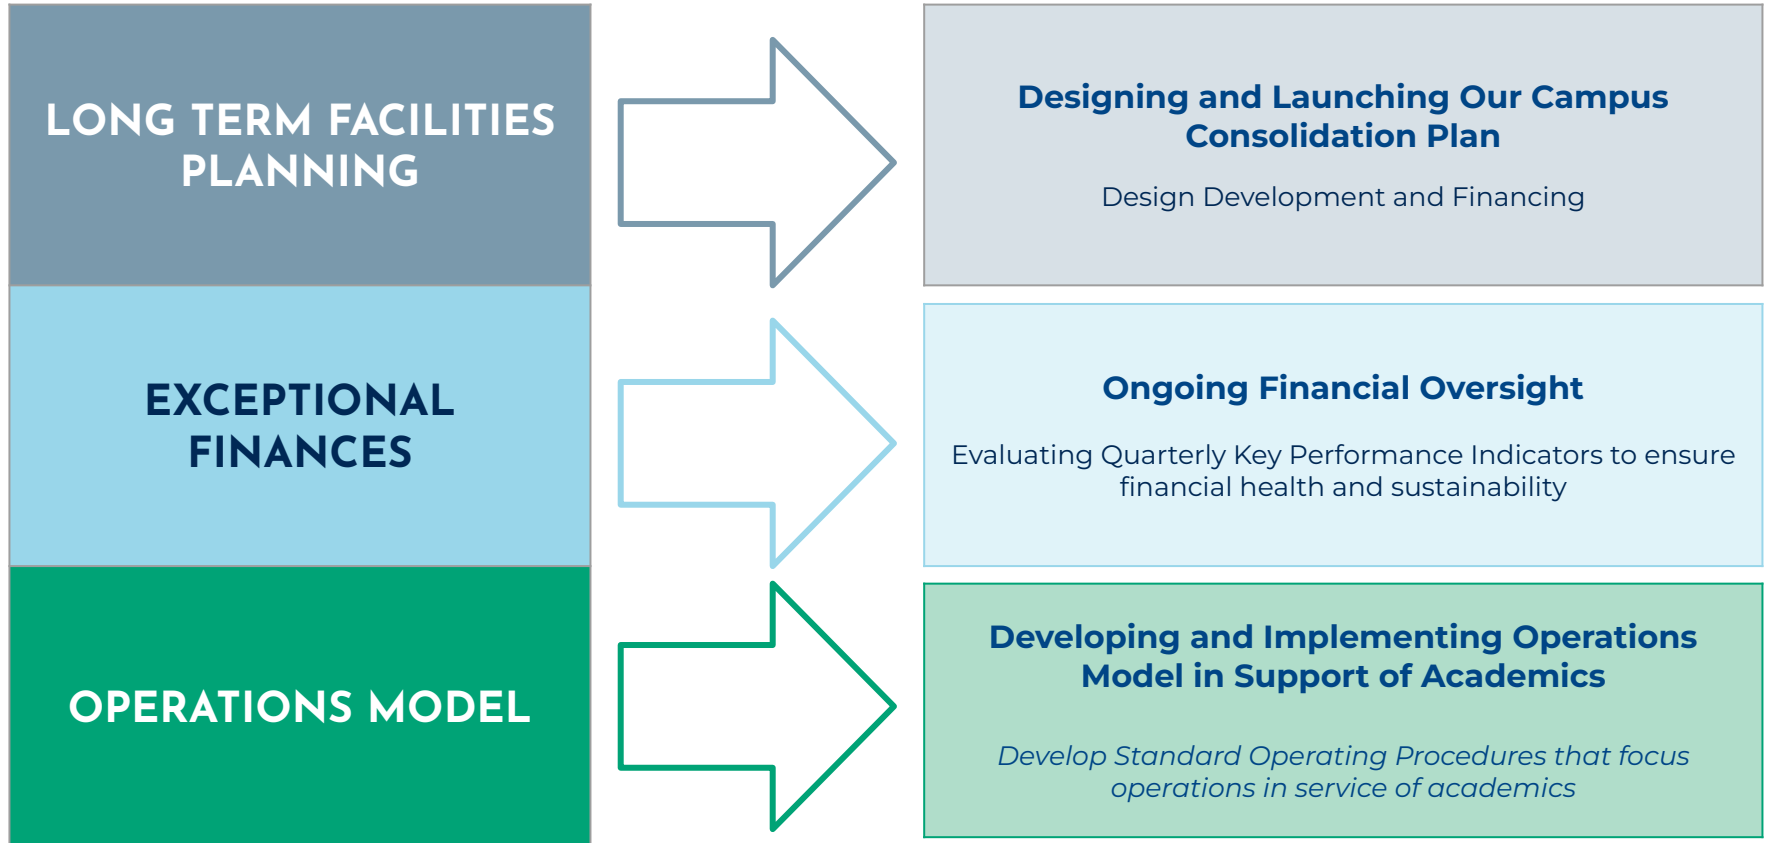 LONG TERM FACILITIES
PLANNING
Designing and Launching Our Campus
Consolidation Plan
Design Development and Financing
EXCEPTIONAL
FINANCES
Ongoing Financial Oversight
Evaluating Quarterly Key Performance Indicators to ensure
financial health and sustainability
OPERATIONS MODEL
Developing and Implementing Operations
Model in Support of Academics
Develop Standard Operating Procedures that focus
operations in service of academics